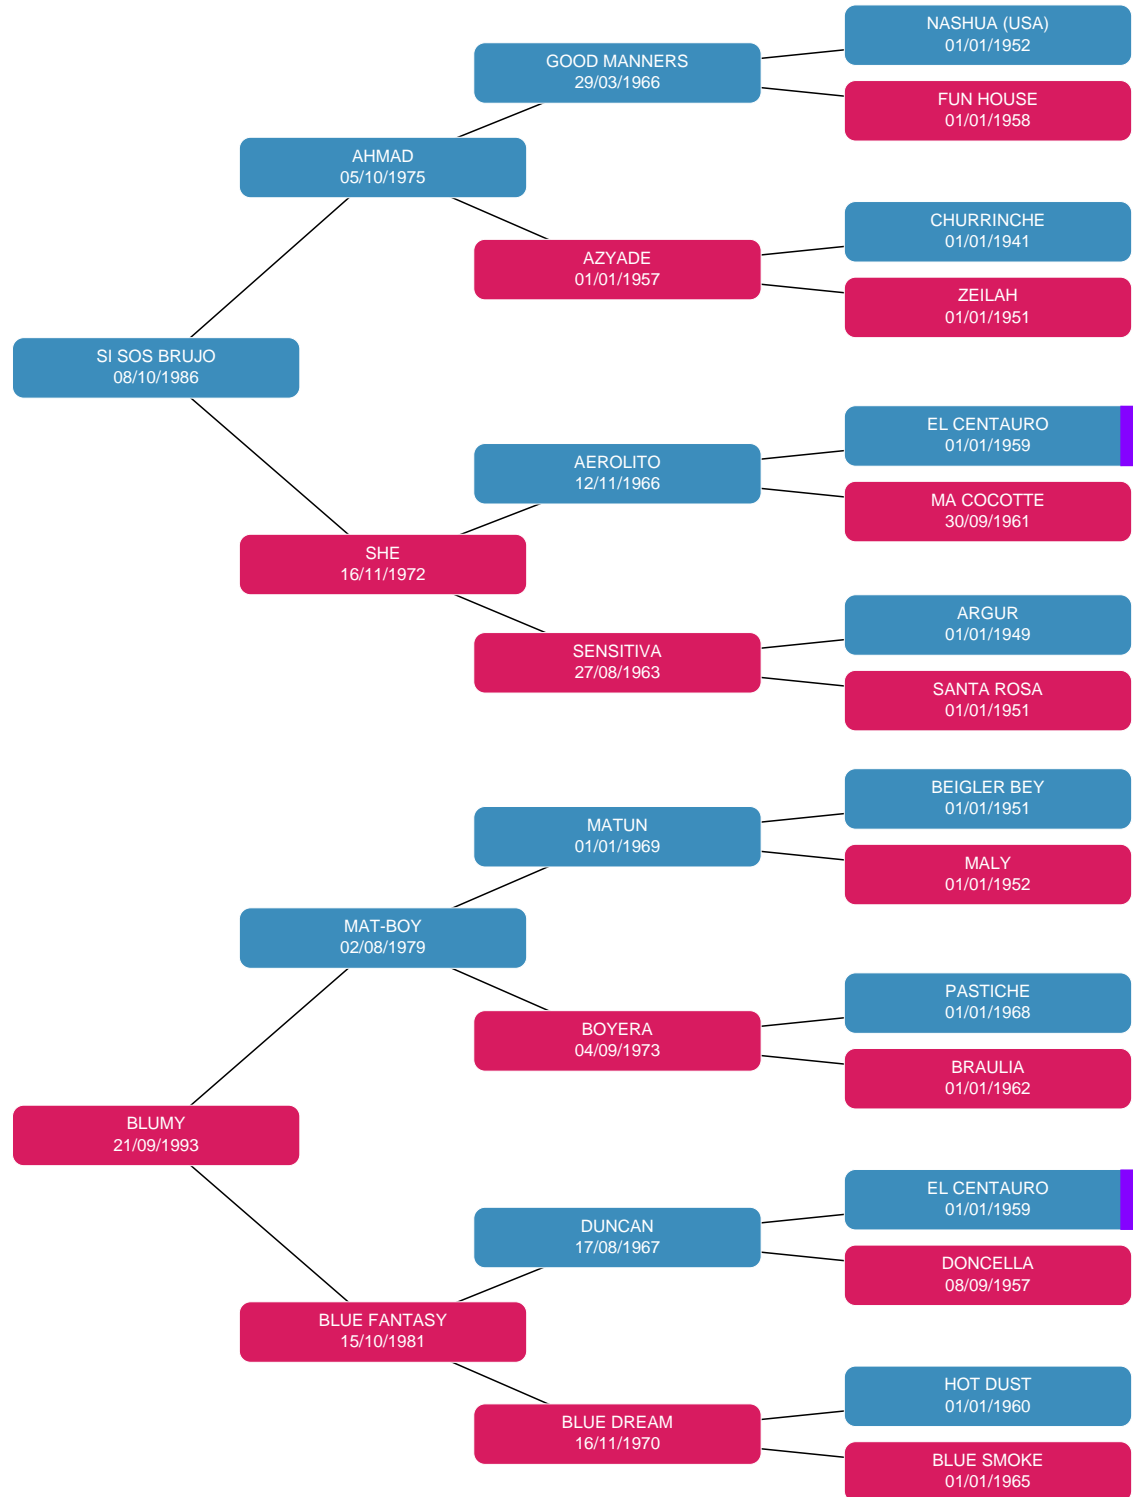 NASHUA (USA)
01/01/1952
GOOD MANNERS
29/03/1966
FUN HOUSE
01/01/1958
AHMAD
05/10/1975
CHURRINCHE
01/01/1941
AZYADE
01/01/1957
ZEILAH
01/01/1951
SI SOS BRUJO
08/10/1986
EL CENTAURO
01/01/1959
AEROLITO
12/11/1966
MA COCOTTE
30/09/1961
SHE
16/11/1972
ARGUR
01/01/1949
SENSITIVA
27/08/1963
SANTA ROSA
01/01/1951
BEIGLER BEY
01/01/1951
MATUN
01/01/1969
MALY
01/01/1952
MAT-BOY
02/08/1979
PASTICHE
01/01/1968
BOYERA
04/09/1973
BRAULIA
01/01/1962
BLUMY
21/09/1993
EL CENTAURO
01/01/1959
DUNCAN
17/08/1967
DONCELLA
08/09/1957
BLUE FANTASY
15/10/1981
HOT DUST
01/01/1960
BLUE DREAM
16/11/1970
BLUE SMOKE
01/01/1965